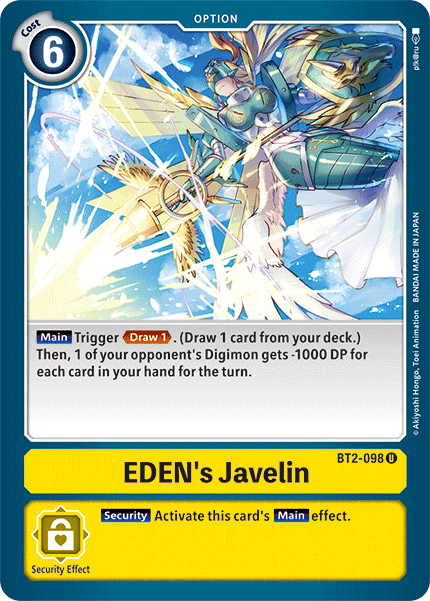 OPTION
Cost
6
plk@ru
Main Trigger Draw 1. (Draw 1 card from your deck.)
Then, 1 of your opponent's Digimon gets -1000 DP for
each card in your hand for the turn.
© Akiyoshi Hongo, Toei Animation BANDAI MADE IN JAPAN
BT2-098 U
EDEN's Javelin
Security Activate this card's Main effect.
Security Effect